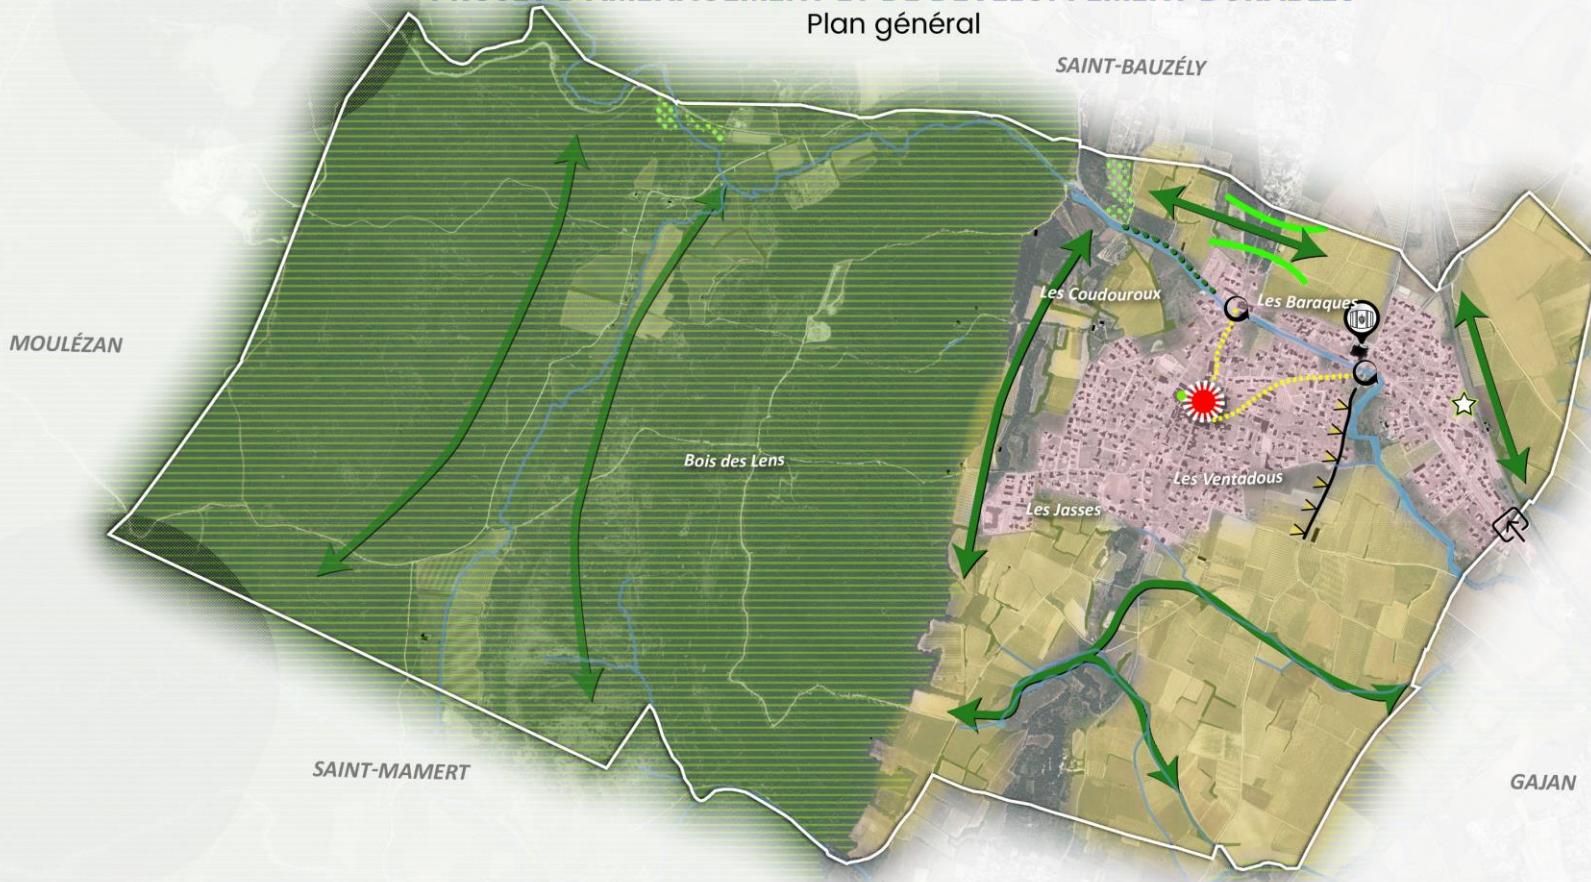 Plan général
SAINT-BAUZÉLY
Les Coudouroux
Les Baraques
MOULÉZAN
Bois des Lens
Les Ventadous
Les Jasses
SAINT-MAMERT
GAJAN